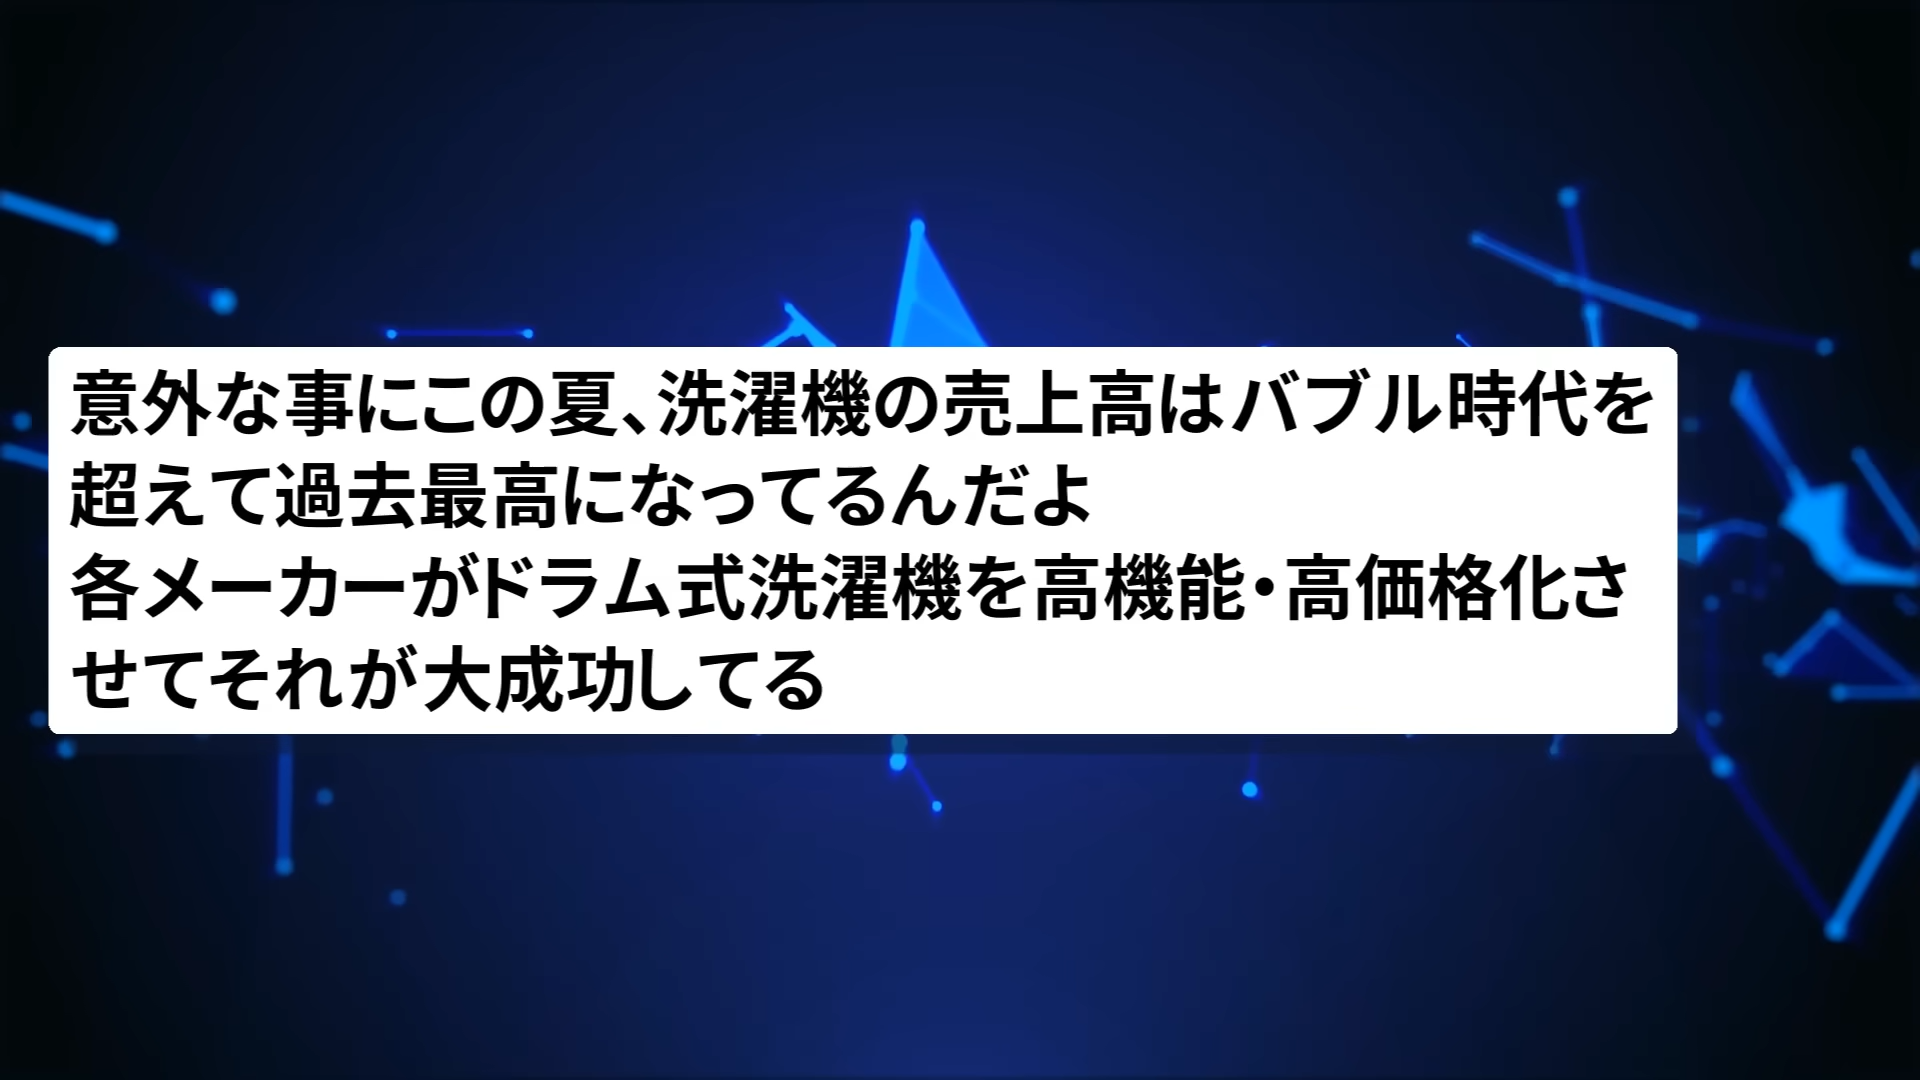 意外な事にこの夏、洗濯機の売上高はバブル時代を
超えて過去最高になってるんだよ
各メーカーがドラム式洗濯機を高機能・高価格化さ
せてそれが大成功してる